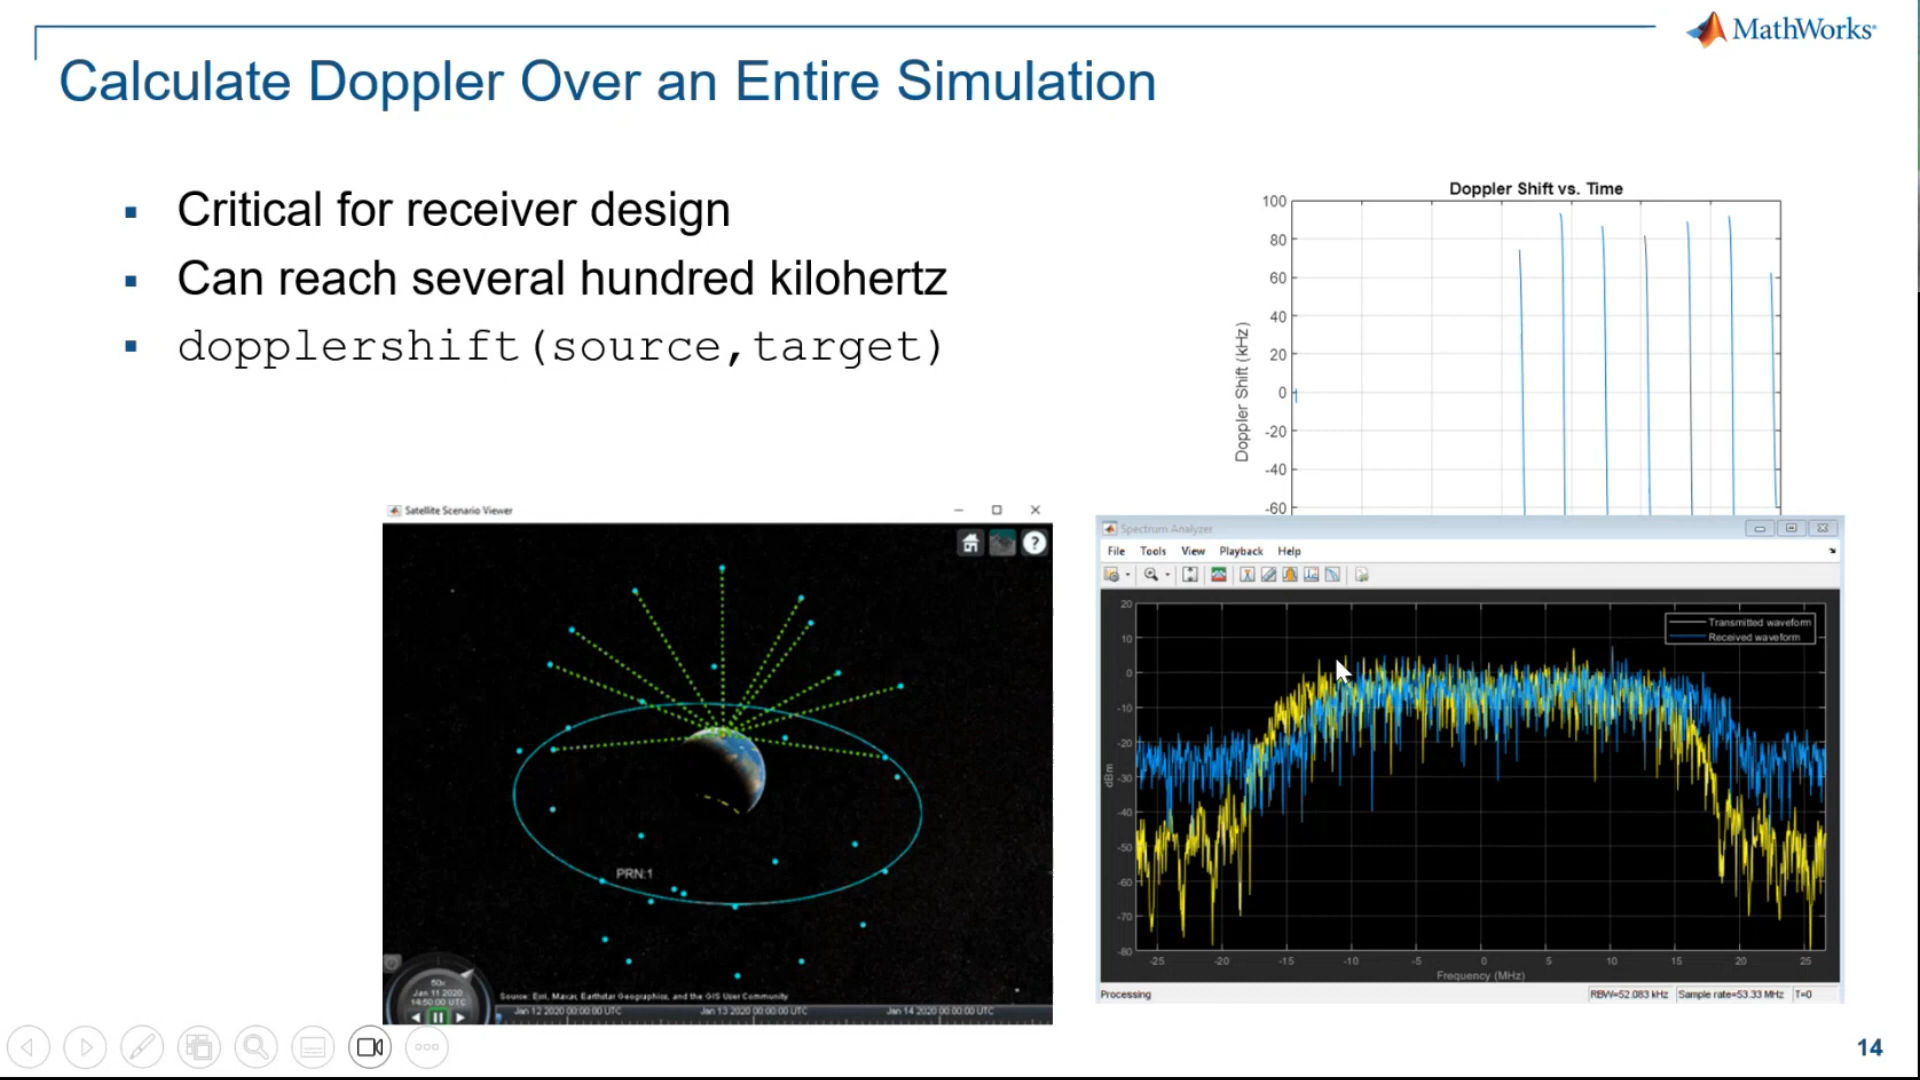 MathWorks®
Calculate Doppler Over an Entire Simulation
▪ Critical for receiver design
▪ Can reach several hundred kilohertz
▪ dopplershift(source,target)
Doppler Shift vs. Time
Doppler Shift (kHz)
100
80
60
40
20
0
-20
-40
-60
Satellite Scenario Viewer
?
PRN:1
50x
Jan 11 2020
14:50:00 UTC
Source: Esri, Maxar, Earthstar Geographics, and the GIS User Community
Jan 12 2020 00:00:00 UTC Jan 13 2020 00:00:00 UTC Jan 14 2020 00:00:00 UTC
Spectrum Analyzer
File Tools View Playback Help
Transmitted waveform
Received waveform
dBm
20
10
0
-10
-20
-30
-40
-50
-60
-70
-80
-25 -20 -15 -10 -5 0 5 10 15 20 25
Frequency (MHz)
Processing RBW=52.083 kHz Sample rate=53.33 MHz T=0
14